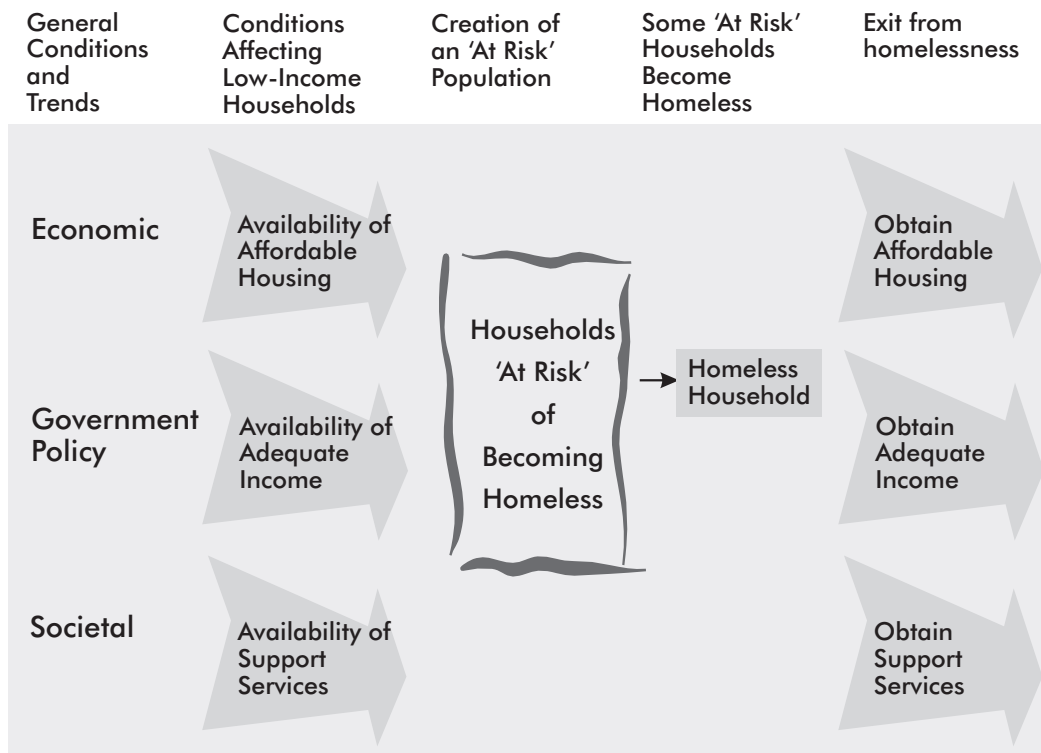 General
Conditions
and
Trends
Conditions
Affecting
Low-Income
Households
Creation of
an ‘At Risk’
Population
Some ‘At Risk’
Households
Become
Homeless
Exit from
homelessness
Economic
Availability of
Affordable
Housing
Obtain
Affordable
Housing
Households
‘At Risk’
of
Becoming
Homeless
Homeless
Household
Government
Policy
Availability of
Adequate
Income
Obtain
Adequate
Income
Societal
Availability of
Support
Services
Obtain
Support
Services